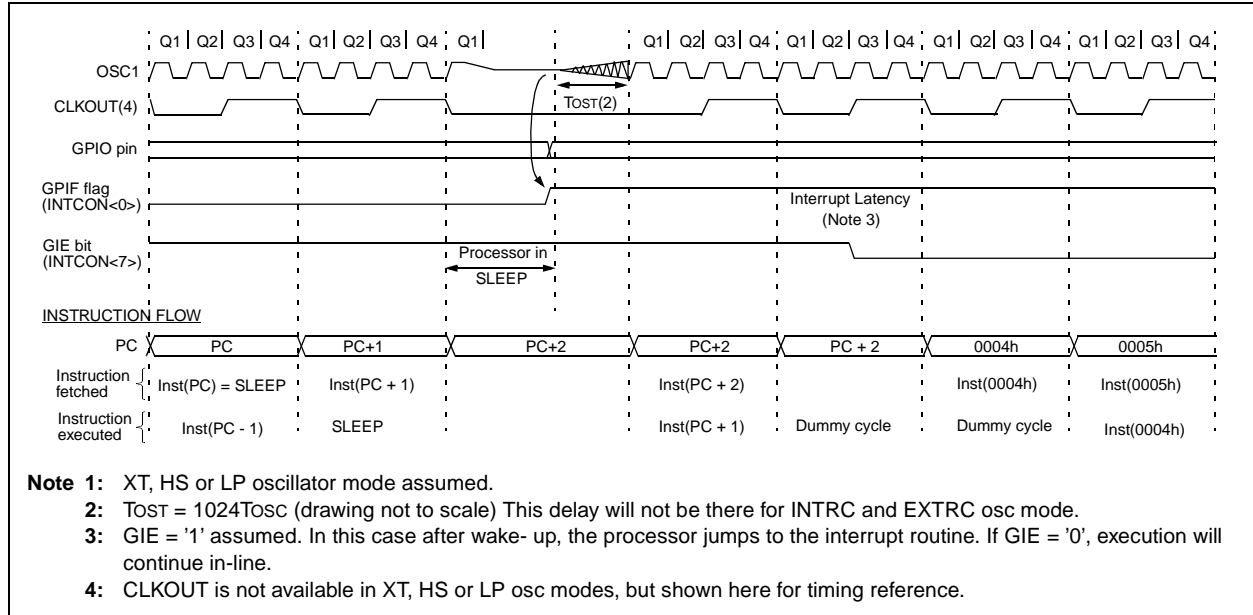 Q1 Q2 Q3 Q4 Q1 Q2 Q3 Q4 Q1 Q1 Q2 Q3 Q4 Q1 Q2 Q3 Q4 Q1 Q2 Q3 Q4 Q1 Q2 Q3 Q4
OSC1
TOST(2)
CLKOUT(4)
GPIO pin
GPIF flag
(INTCON<0>)
Interrupt Latency
(Note 3)
GIE bit
(INTCON<7>)
Processor in
SLEEP
INSTRUCTION FLOW
PC PC PC+1 PC+2 PC+2 PC + 2 0004h 0005h
Instruction
fetched
Inst(PC) = SLEEP Inst(PC + 1) Inst(PC + 2) Inst(0004h) Inst(0005h)
Instruction
executed
Inst(PC - 1) SLEEP Inst(PC + 1) Dummy cycle Dummy cycle Inst(0004h)
Note 1: XT, HS or LP oscillator mode assumed.
2: TOST = 1024TOSC (drawing not to scale) This delay will not be there for INTRC and EXTRC osc mode.
3: GIE = '1' assumed. In this case after wake- up, the processor jumps to the interrupt routine. If GIE = '0', execution will
continue in-line.
4: CLKOUT is not available in XT, HS or LP osc modes, but shown here for timing reference.